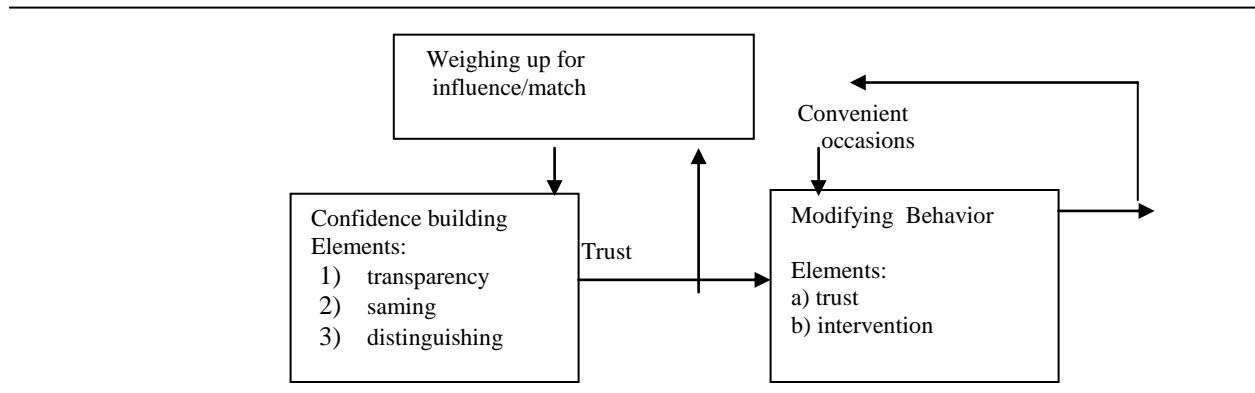 Weighing up for
influence/match
Convenient
occasions
Confidence building
Elements:
1) transparency
2) saming
3) distinguishing
Trust
Modifying Behavior
Elements:
a) trust
b) intervention